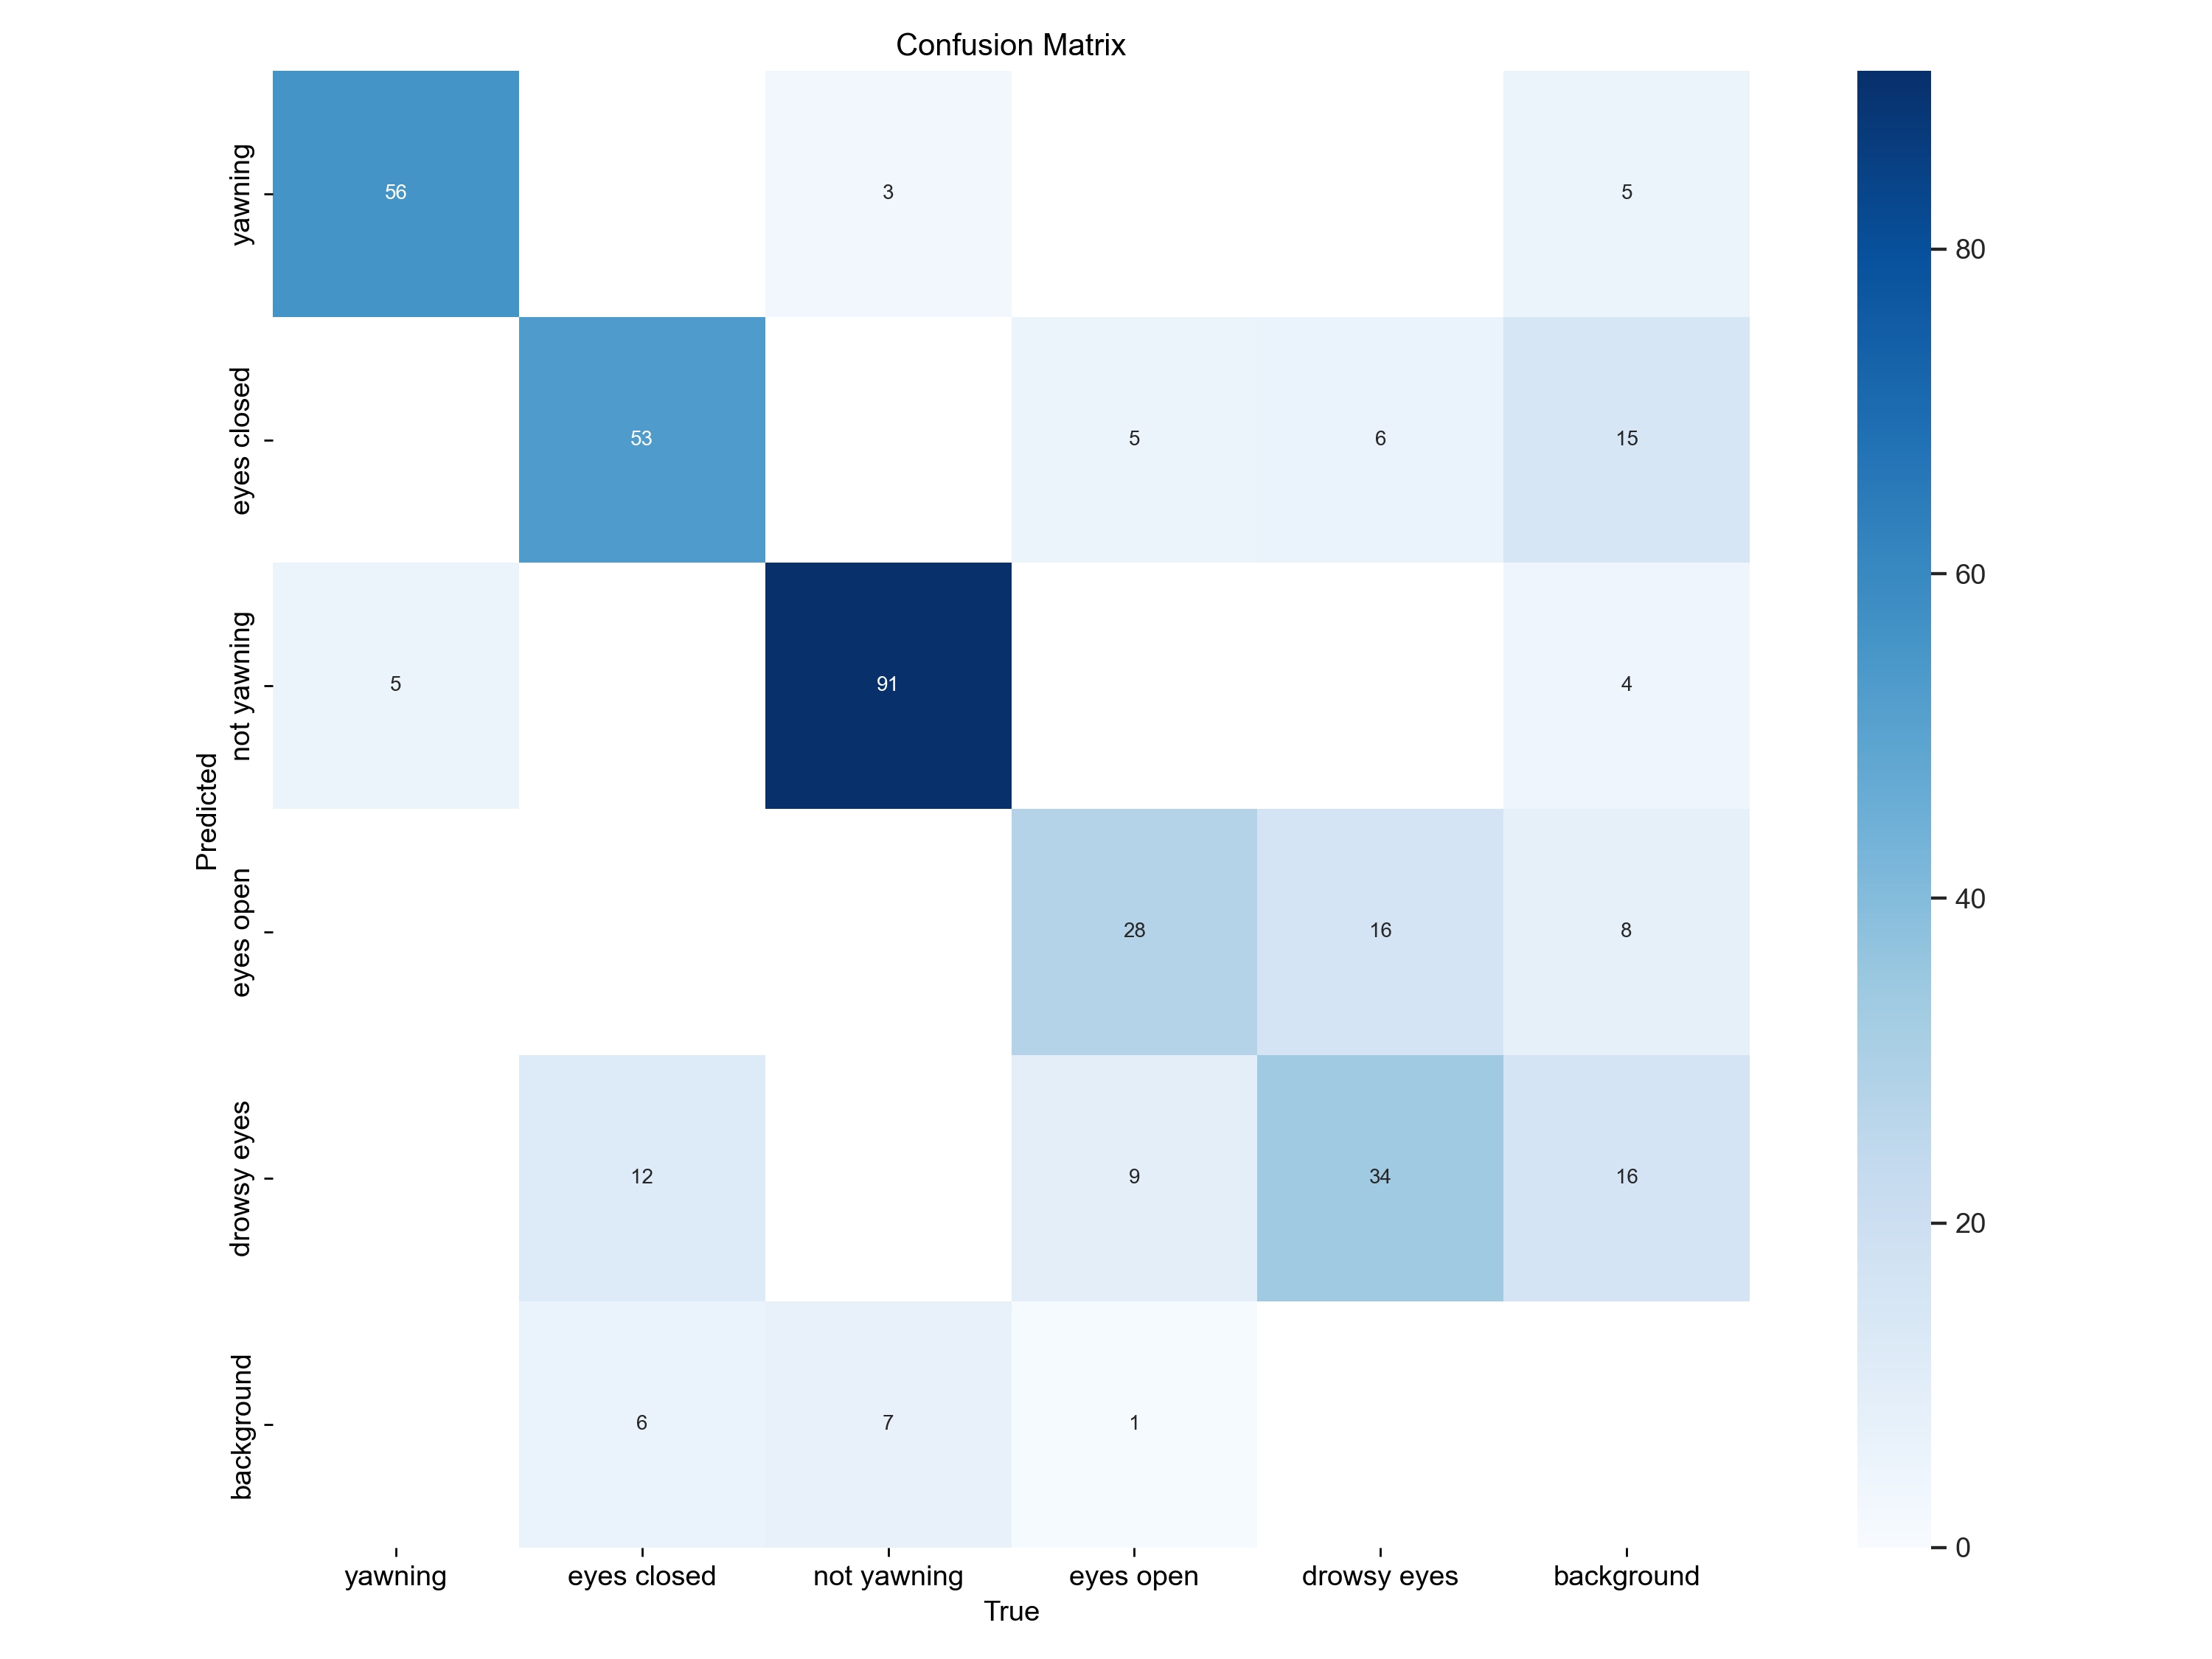 Confusion Matrix
yawning
56
3
5
eyes closed
53
5
6
15
not yawning
5
91
4
eyes open
28
16
8
drowsy eyes
12
9
34
16
background
6
7
1
Predicted
yawning
eyes closed
not yawning
eyes open
drowsy eyes
background
True
80
60
40
20
0